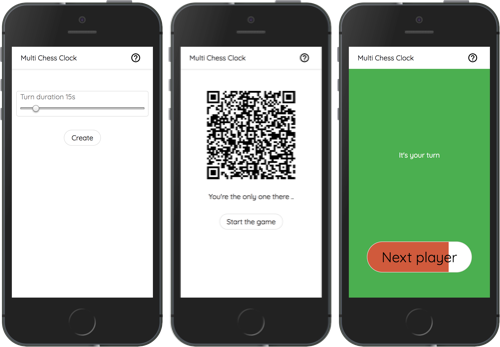 Multi Chess Clock
Turn duration 15s
Create
Multi Chess Clock
You're the only one there ..
Start the game
Multi Chess Clock
It's your turn
Next player